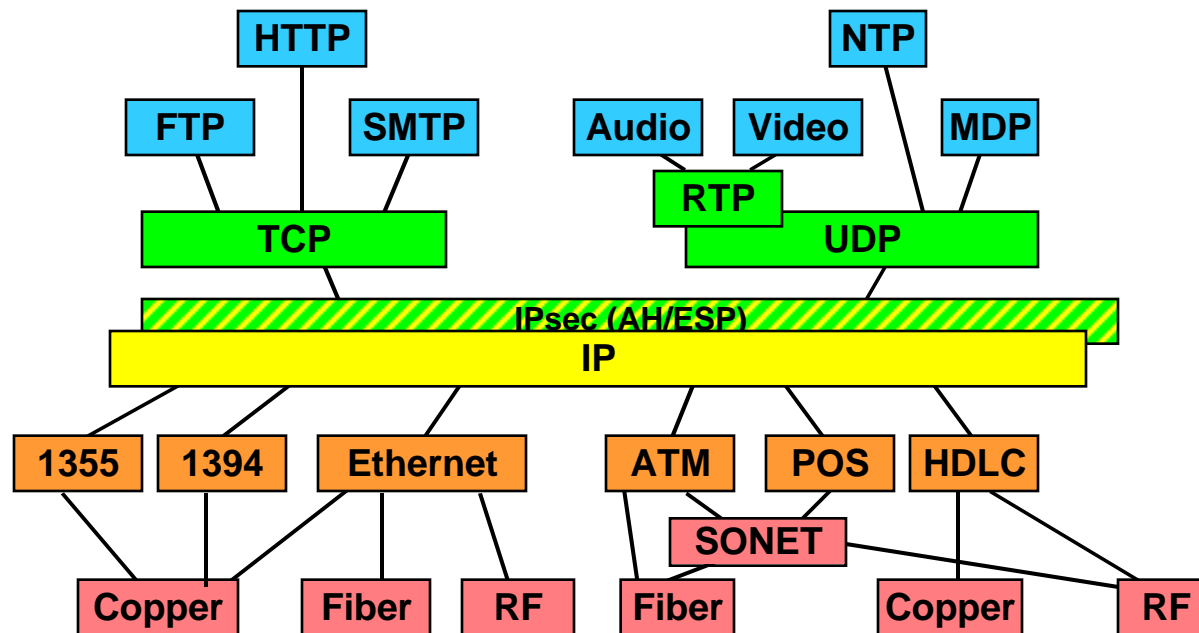 HTTP
NTP
FTP
SMTP
Audio
Video
MDP
RTP
TCP
UDP
IPsec (AH/ESP)
IP
1355
1394
Ethernet
ATM
POS
HDLC
SONET
Copper
Fiber
RF
Fiber
Copper
RF